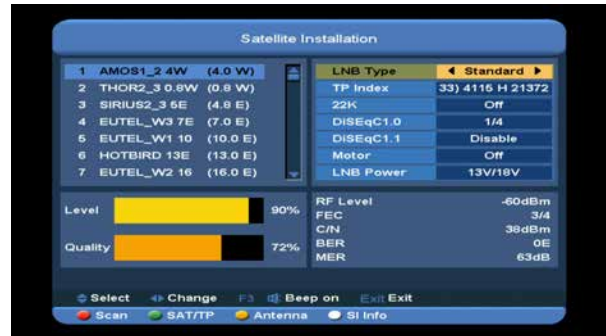 Satellite Installation
1 AMOS1_2 4W (4.0 W)
2 THOR2_3 0.8W (0.8 W)
3 SIRIUS2_3 5E (4.8 E)
4 EUTEL_W3 7E (7.0 E)
5 EUTEL_W1 10 (10.0 E)
6 HOTBIRD 13E (13.0 E)
7 EUTEL_W2 16 (16.0 E)
LNB Type Standard
TP Index 33) 4115 H 21372
22K Off
DiSEqC1.0 1/4
DiSEqC1.1 Disable
Motor Off
LNB Power 13V/18V
Level 90%
Quality 72%
RF Level -60dBm
FEC 3/4
C/N 38dBm
BER 0E
MER 63dB
Select Change F3 Beep on Exit Exit
Scan SAT/TP Antenna SI Info